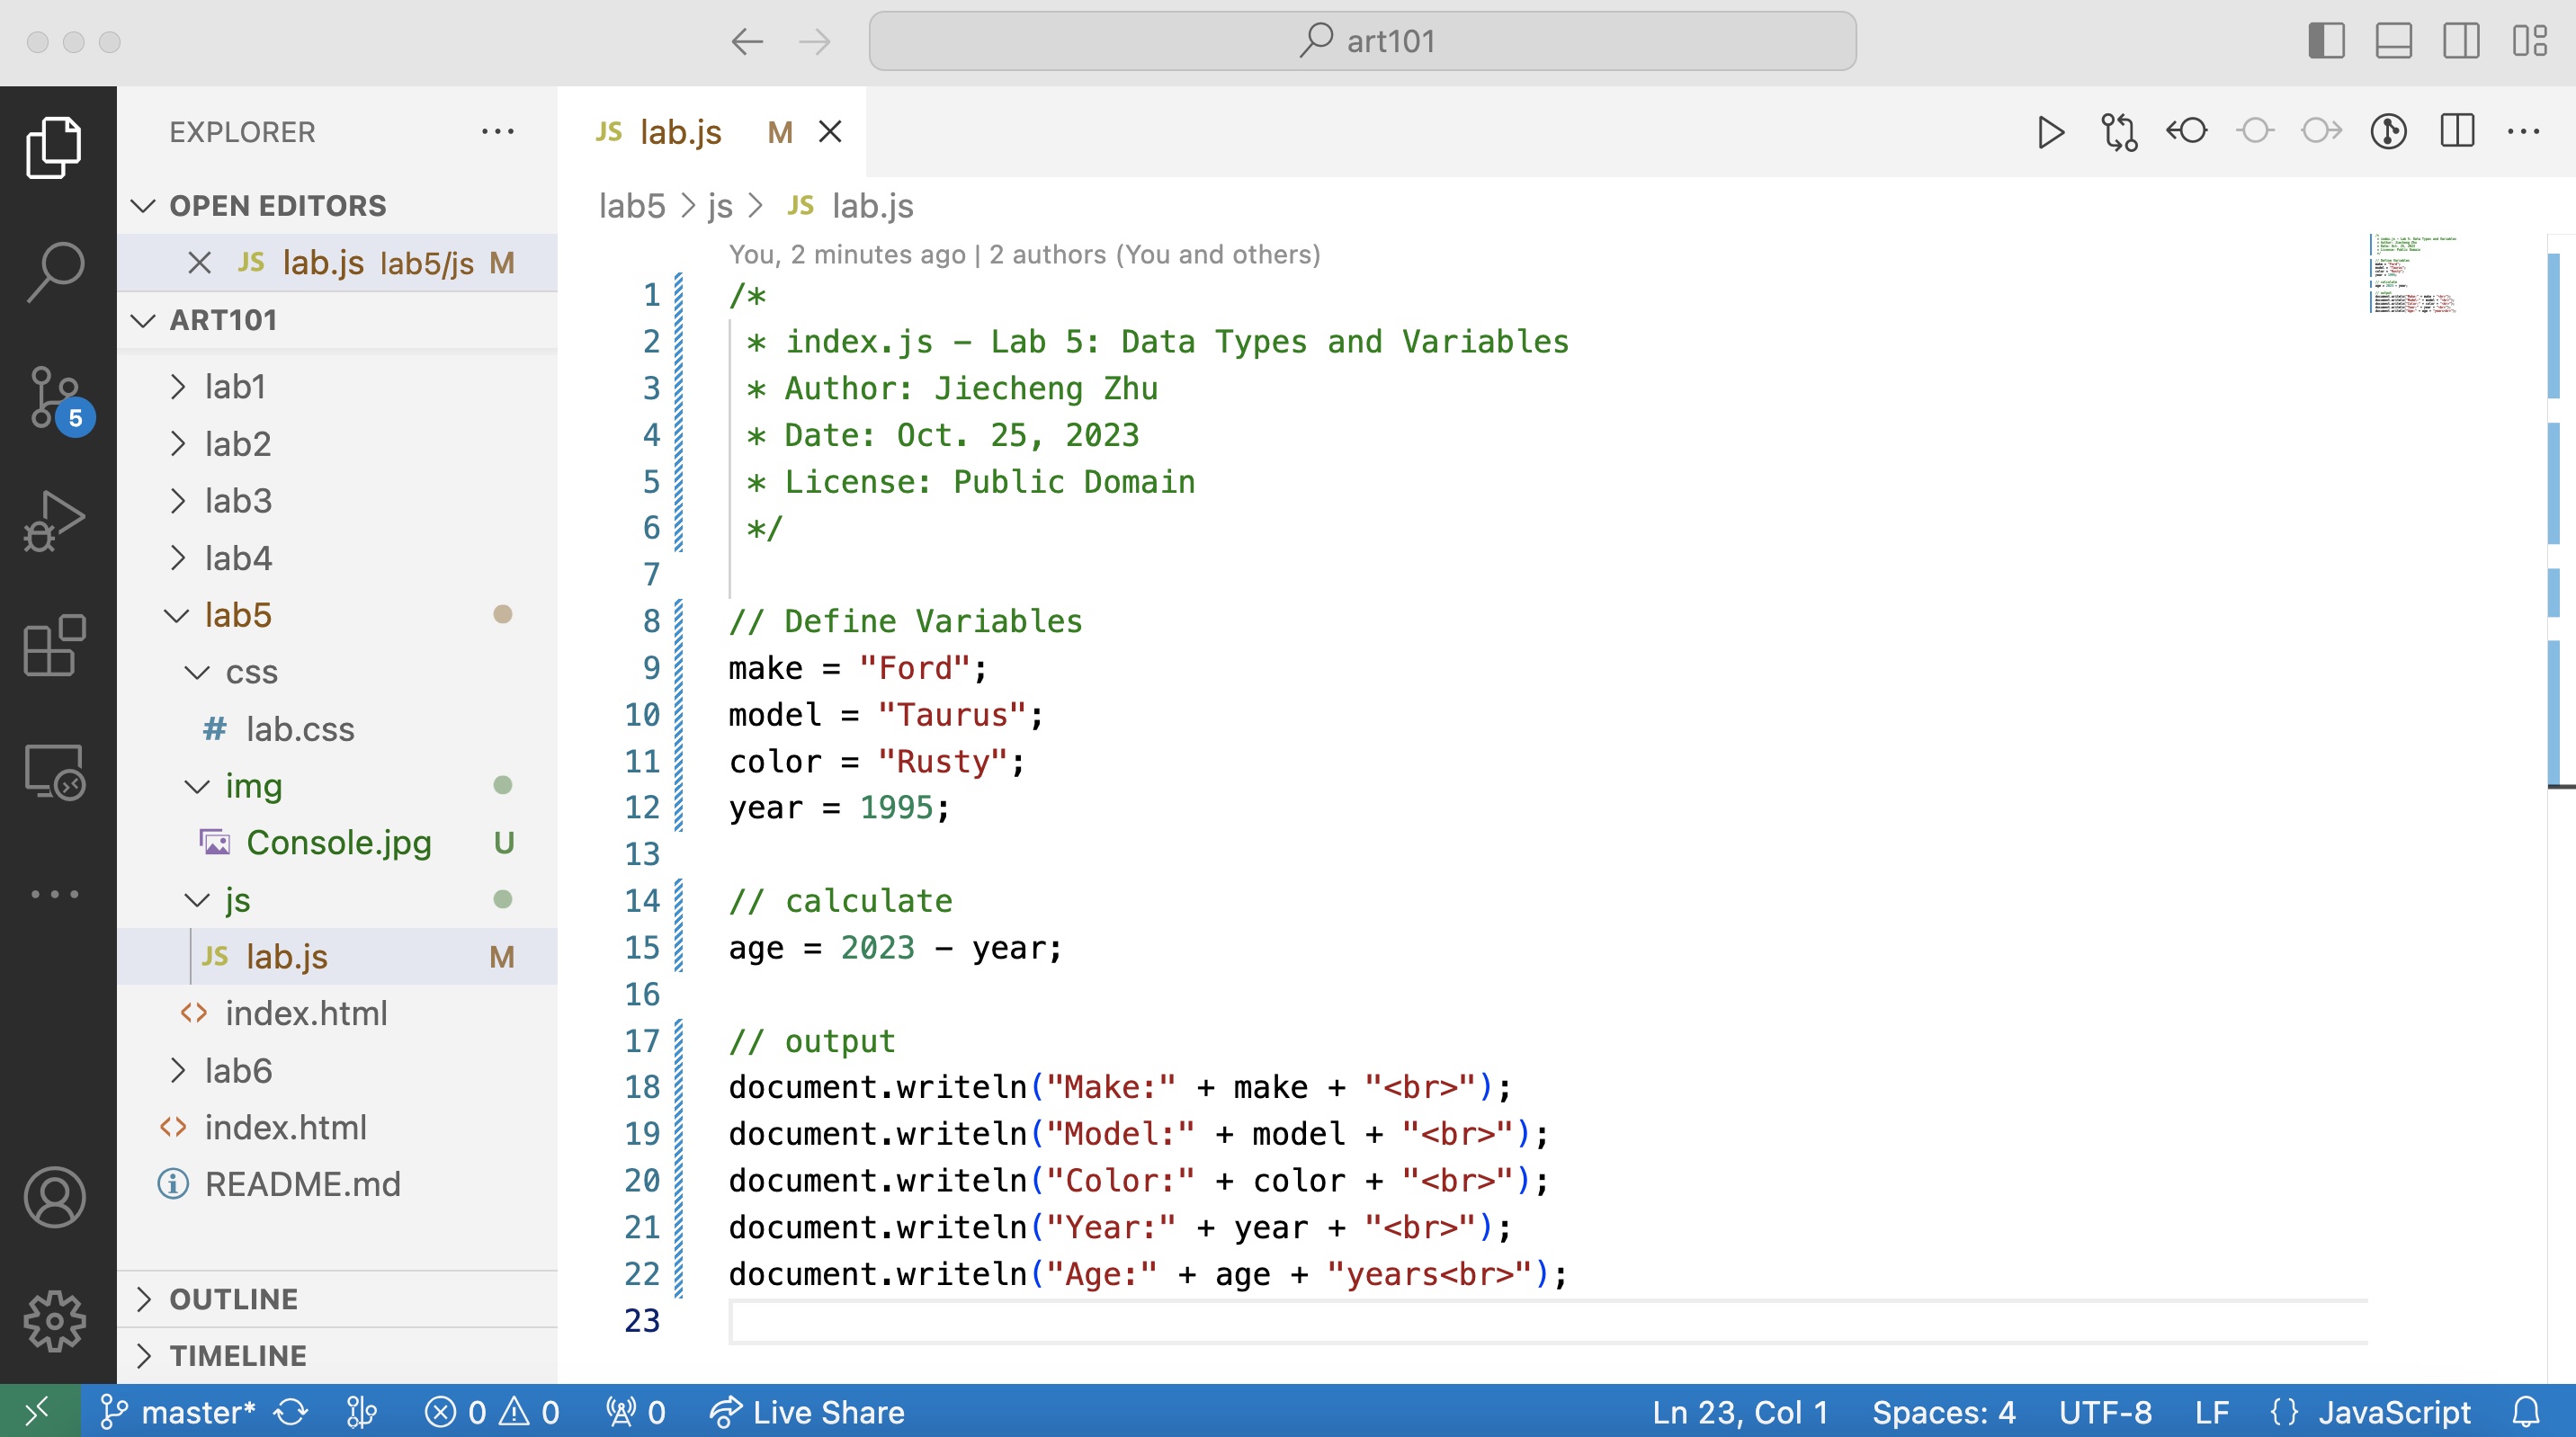 art101
EXPLORER
OPEN EDITORS
JS lab.js lab5/js M
ART101
lab1
lab2
lab3
lab4
lab5
css
# lab.css
img
Console.jpg U
js
JS lab.js M
<> index.html
lab6
<> index.html
README.md
OUTLINE
TIMELINE
5
JS lab.js M
lab5 > js > JS lab.js
You, 2 minutes ago | 2 authors (You and others)
1 /*
2 * index.js - Lab 5: Data Types and Variables
3 * Author: Jiecheng Zhu
4 * Date: Oct. 25, 2023
5 * License: Public Domain
6 */
7
8 // Define Variables
9 make = "Ford";
10 model = "Taurus";
11 color = "Rusty";
12 year = 1995;
13
14 // calculate
15 age = 2023 - year;
16
17 // output
18 document.writeln("Make:" + make + "<br>");
19 document.writeln("Model:" + model + "<br>");
20 document.writeln("Color:" + color + "<br>");
21 document.writeln("Year:" + year + "<br>");
22 document.writeln("Age:" + age + "years<br>");
23
master* 0 0 0 Live Share Ln 23, Col 1 Spaces: 4 UTF-8 LF {} JavaScript